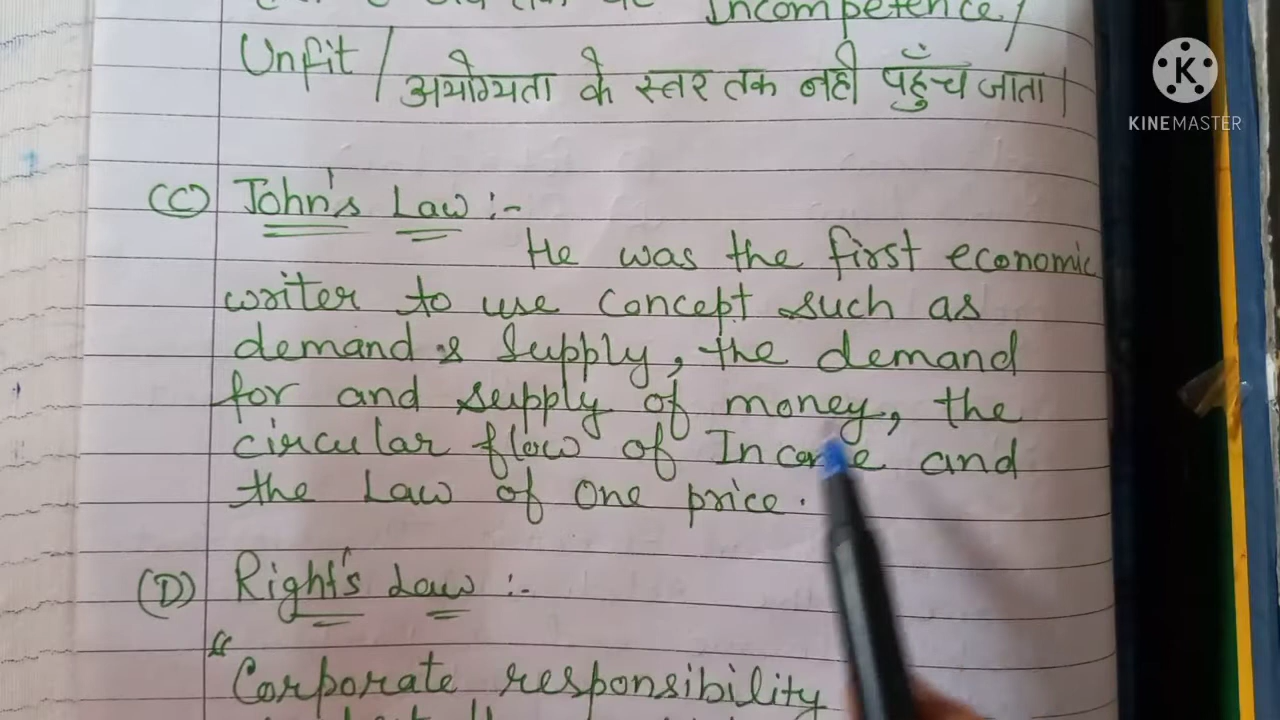 Incompetence/
Unfit / अयोग्यता के स्तर तक नही पहुँच जाता |
K
KINEMASTER
(C) John's Law :-
He was the first economic
writer to use concept such as
demand & Supply, the demand
for and supply of money, the
circular flow of Income and
the Law of One price.
(D) Right's Law :-
"Corporate responsibility